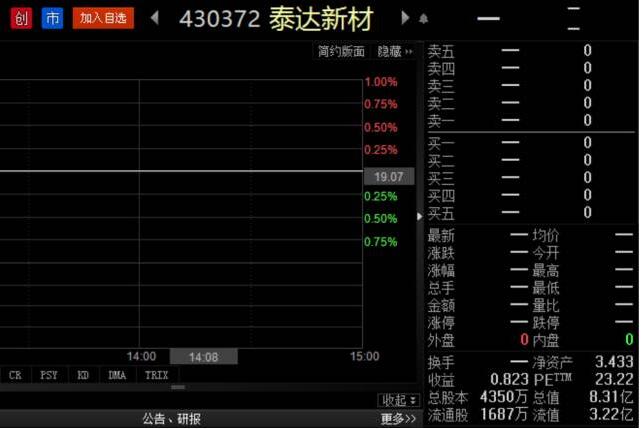 创 市 加入自选 430372 泰达新材 — —
—
简约版面 隐藏
1.00%
0.75%
0.50%
0.25%
19.07
0.25%
0.50%
0.75%
14:00 14:08 15:00
CR PSY KD DMA TRIX
收起
公告、研报 更多>>
卖五 — 0
卖四 — 0
卖三 — 0
卖二 — 0
卖一 — 0
买一 — 0
买二 — 0
买三 — 0
买四 — 0
买五 — 0
最新 — 均价 —
涨跌 — 今开 —
涨幅 — 最高 —
总手 — 最低 —
金额 — 量比 —
涨停 — 跌停 —
外盘 0 内盘 0
换手 — 净资产 3.433
收益 0.823 PETTM 23.22
总股本 4350万 总值 8.31亿
流通股 1687万 流值 3.22亿